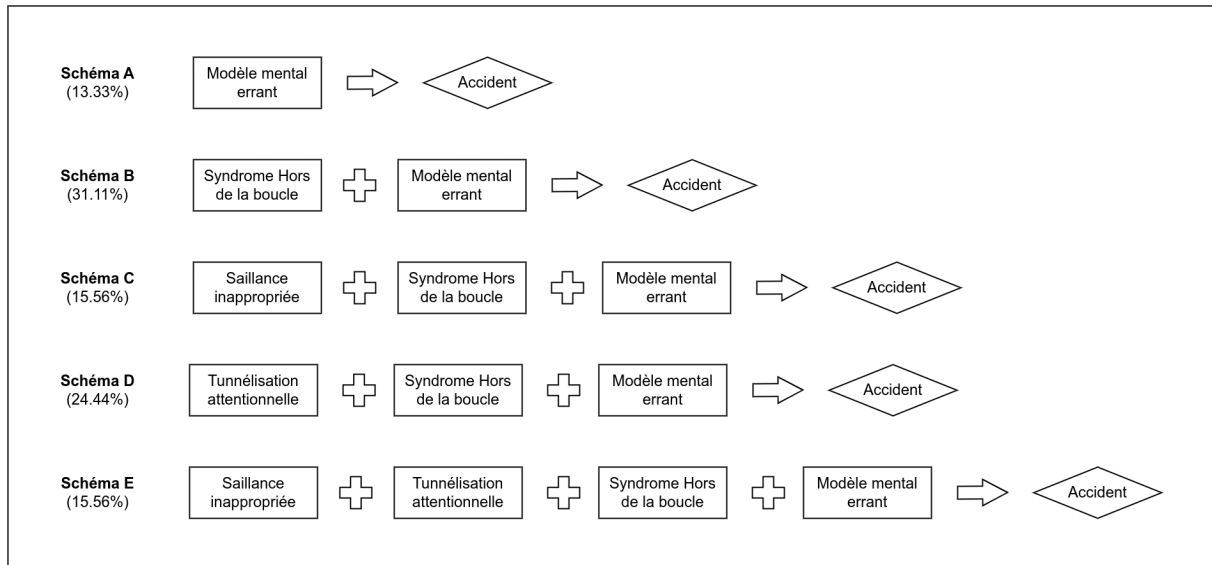 Schéma A
(13.33%)
Modèle mental
errant
Accident
Schéma B
(31.11%)
Syndrome Hors
de la boucle
Modèle mental
errant
Accident
Schéma C
(15.56%)
Saillance
inappropriée
Syndrome Hors
de la boucle
Modèle mental
errant
Accident
Schéma D
(24.44%)
Tunnélisation
attentionnelle
Syndrome Hors
de la boucle
Modèle mental
errant
Accident
Schéma E
(15.56%)
Saillance
inappropriée
Tunnélisation
attentionnelle
Syndrome Hors
de la boucle
Modèle mental
errant
Accident